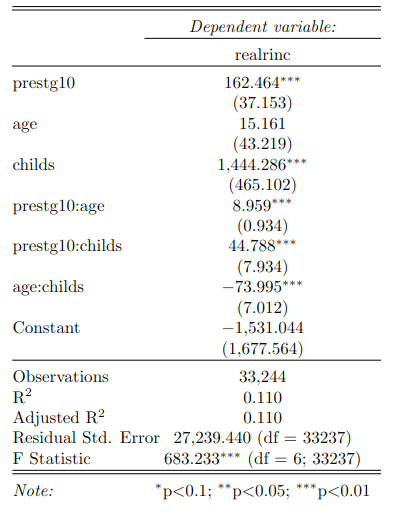 Dependent variable:
realrinc
prestg10 162.464***
(37.153)
age 15.161
(43.219)
childs 1,444.286***
(465.102)
prestg10:age 8.959***
(0.934)
prestg10:childs 44.788***
(7.934)
age:childs −73.995***
(7.012)
Constant −1,531.044
(1,677.564)
Observations 33,244
R² 0.110
Adjusted R² 0.110
Residual Std. Error 27,239.440 (df = 33237)
F Statistic 683.233*** (df = 6; 33237)
Note: *p<0.1; **p<0.05; ***p<0.01